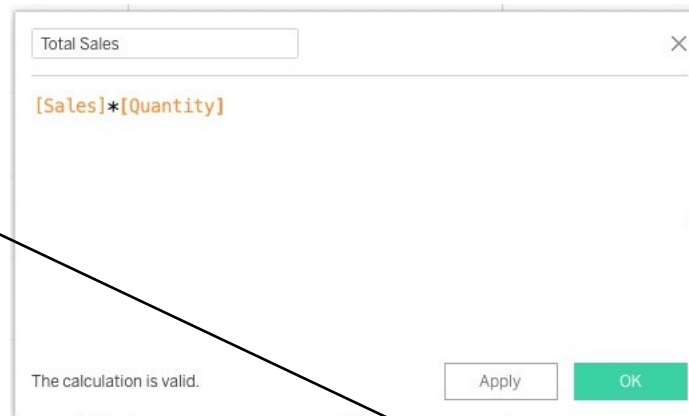 Total Sales
[Sales]*[Quantity]
The calculation is valid.
Apply
OK